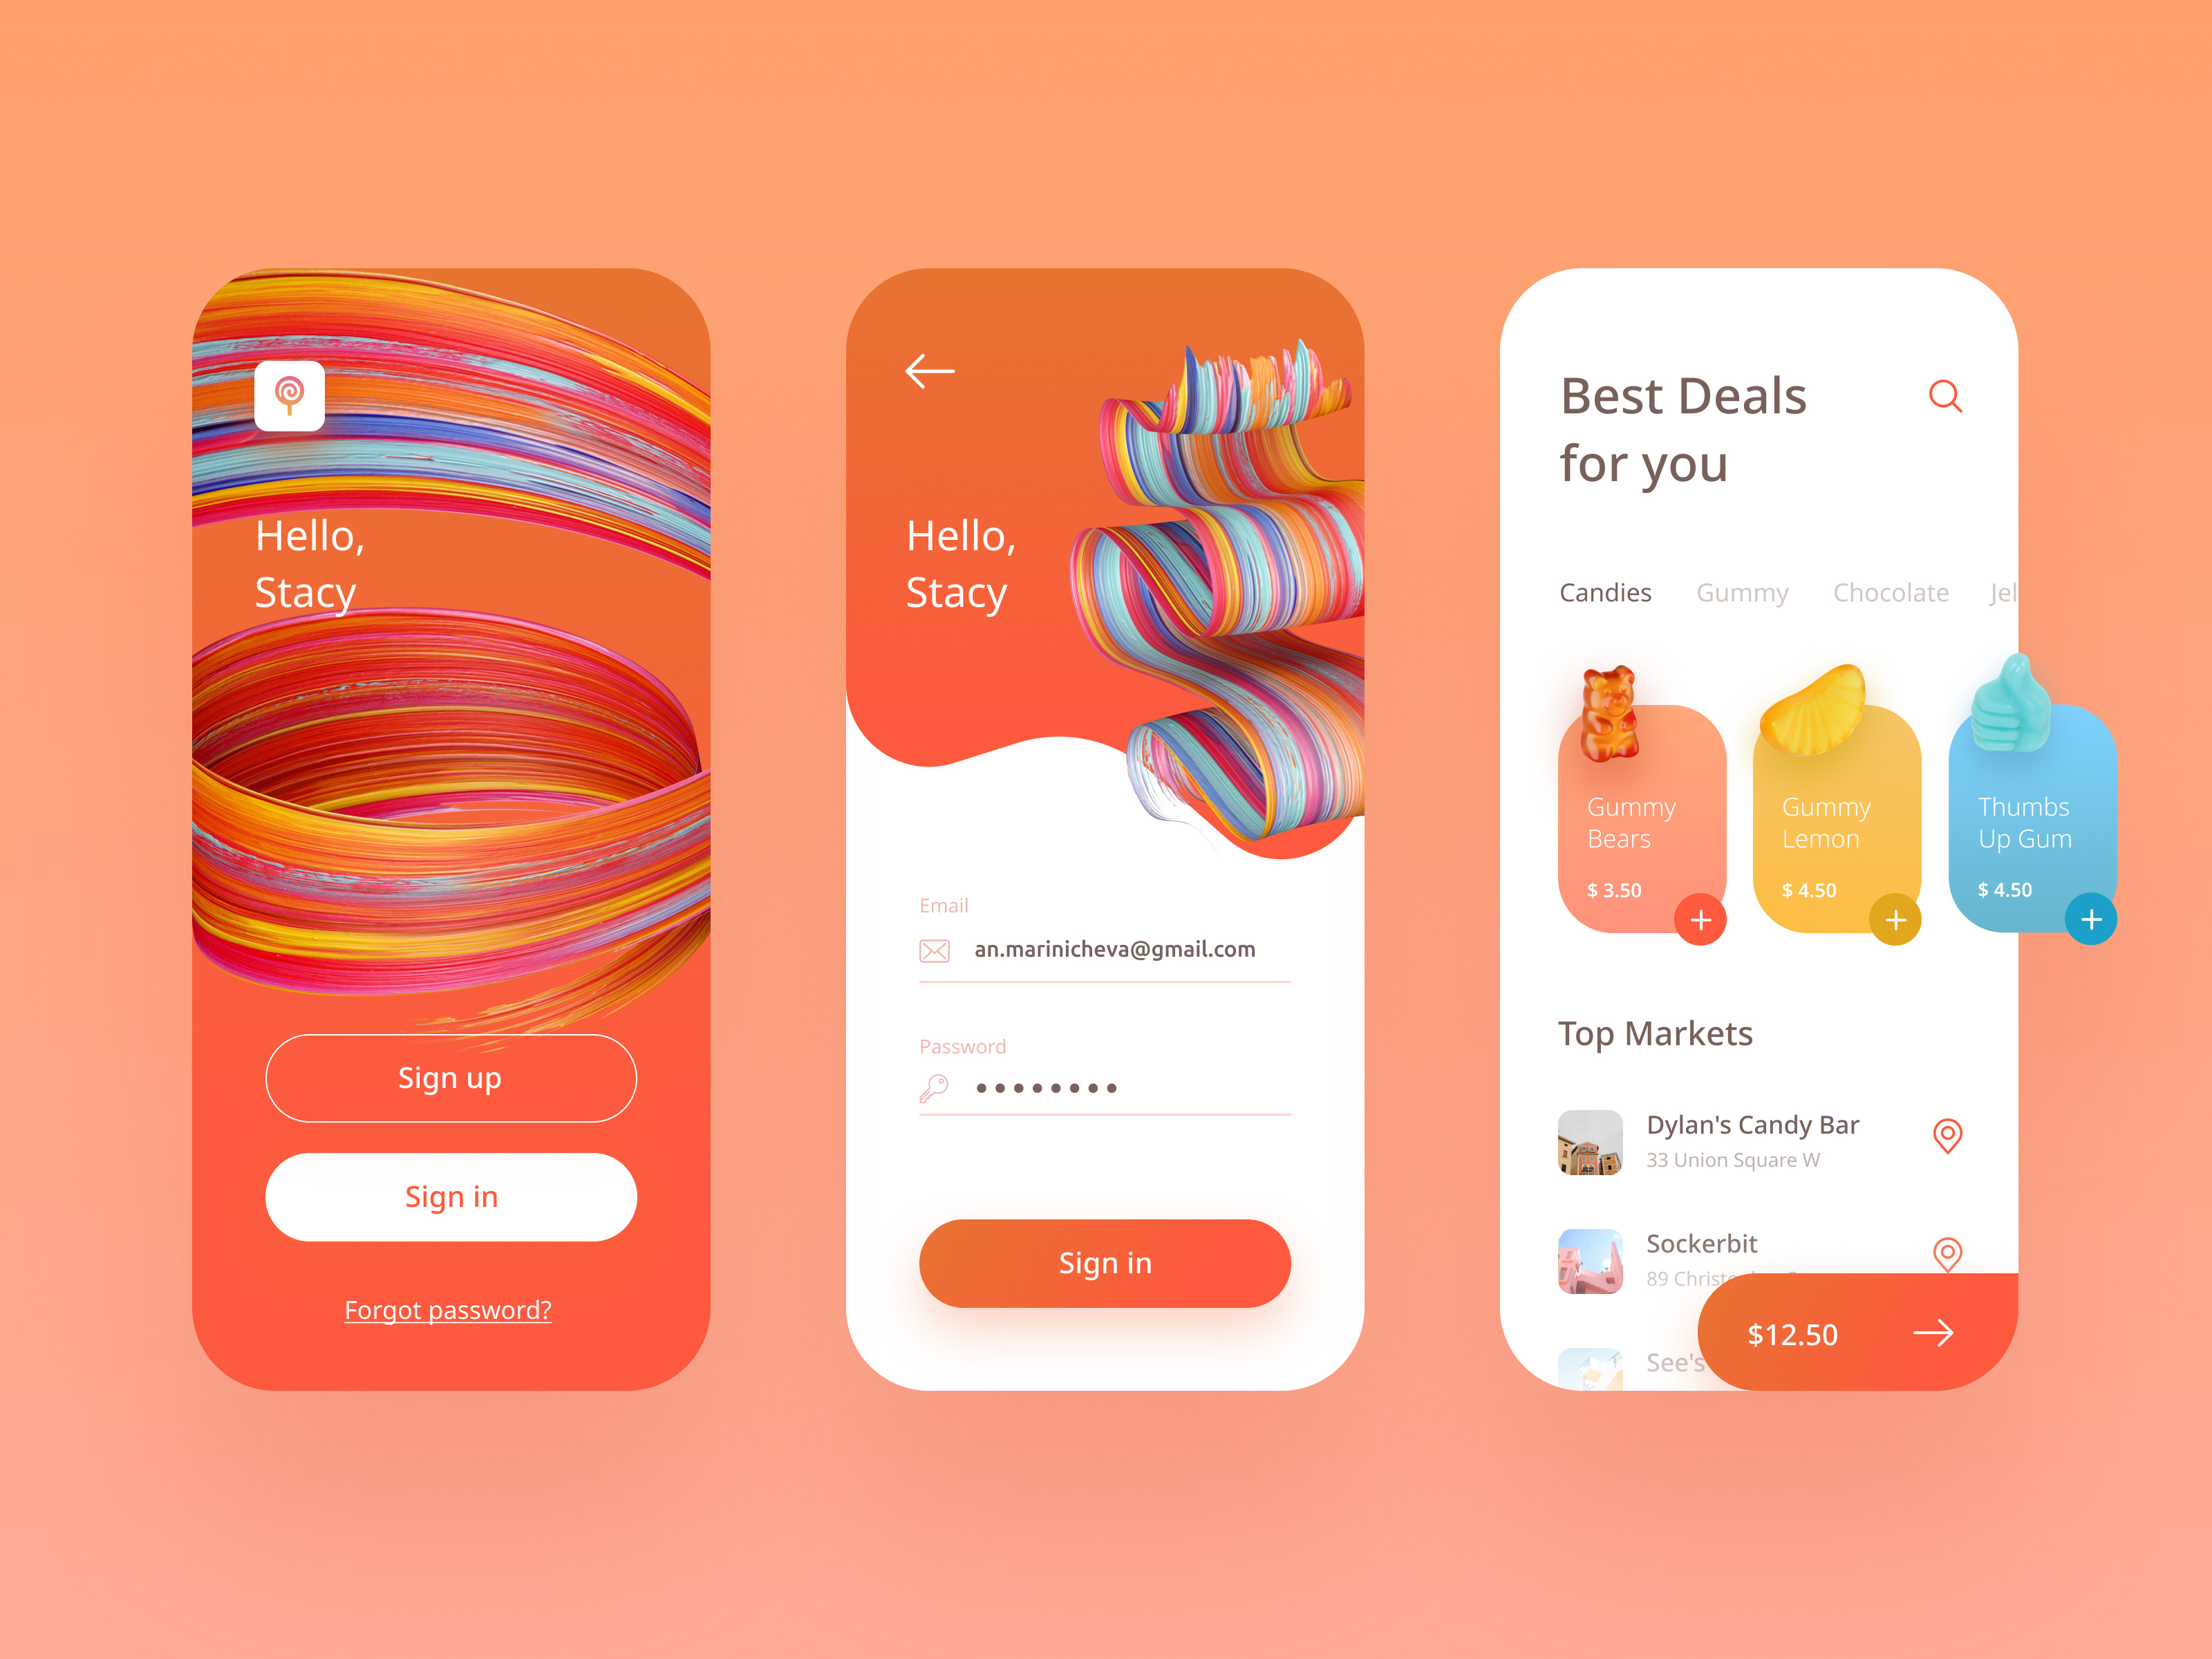 Hello,
Stacy
Sign up
Sign in
Forgot password?
Hello,
Stacy
Email
an.marinicheva@gmail.com
Password
Sign in
Best Deals
for you
Candies Gummy Chocolate Jel
Gummy
Bears
$ 3.50
Gummy
Lemon
$ 4.50
Thumbs
Up Gum
$ 4.50
Top Markets
Dylan's Candy Bar
33 Union Square W
Sockerbit
89
See's
$12.50